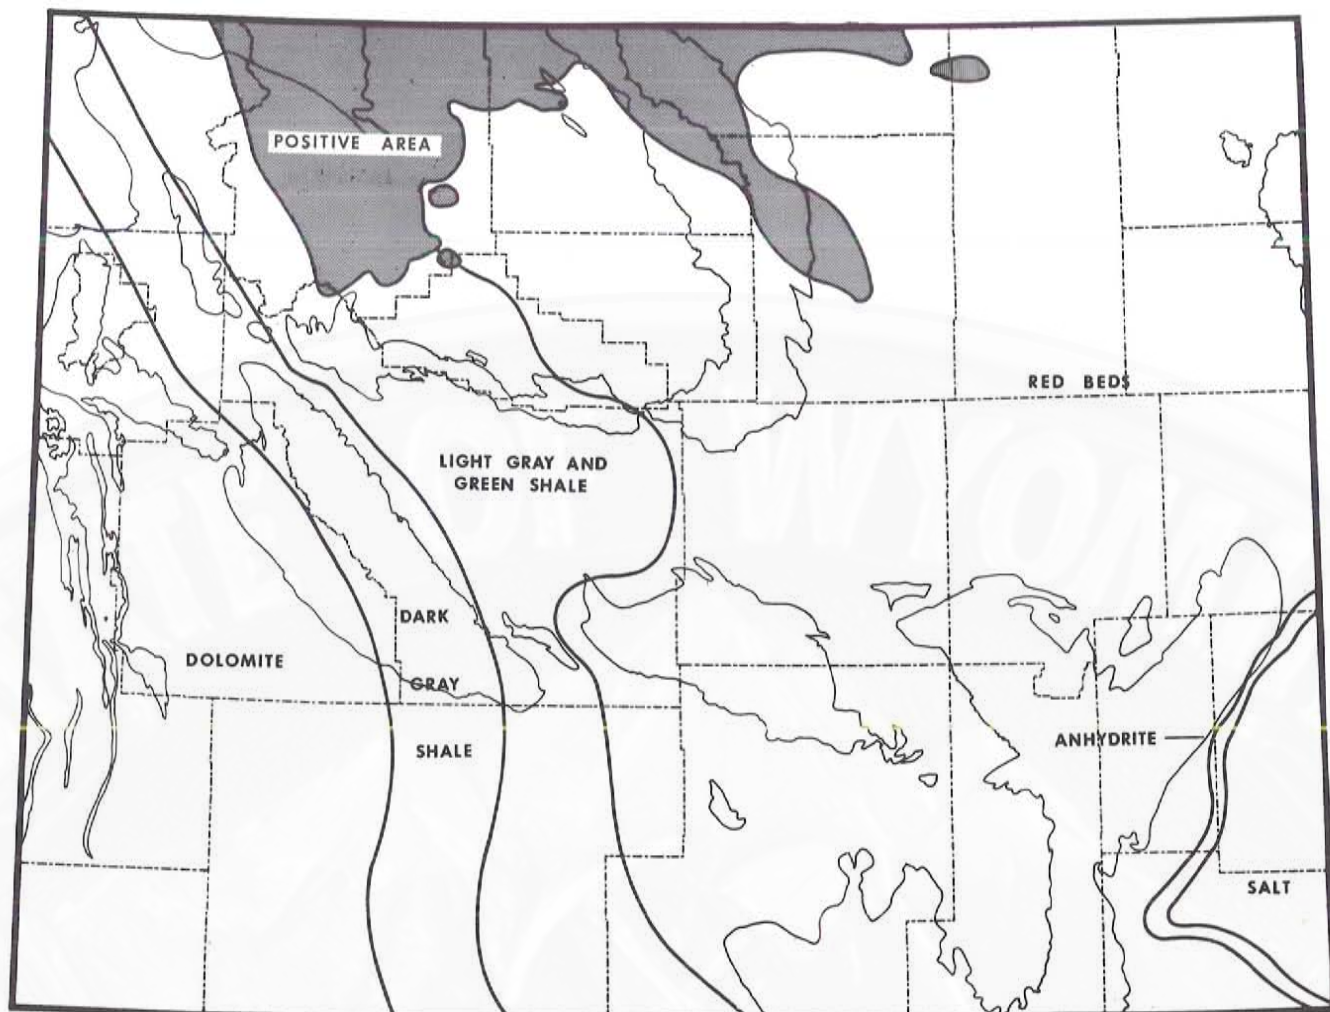 POSITIVE AREA
RED BEDS
LIGHT GRAY AND
GREEN SHALE
DARK
GRAY
SHALE
DOLOMITE
ANHYDRITE
SALT